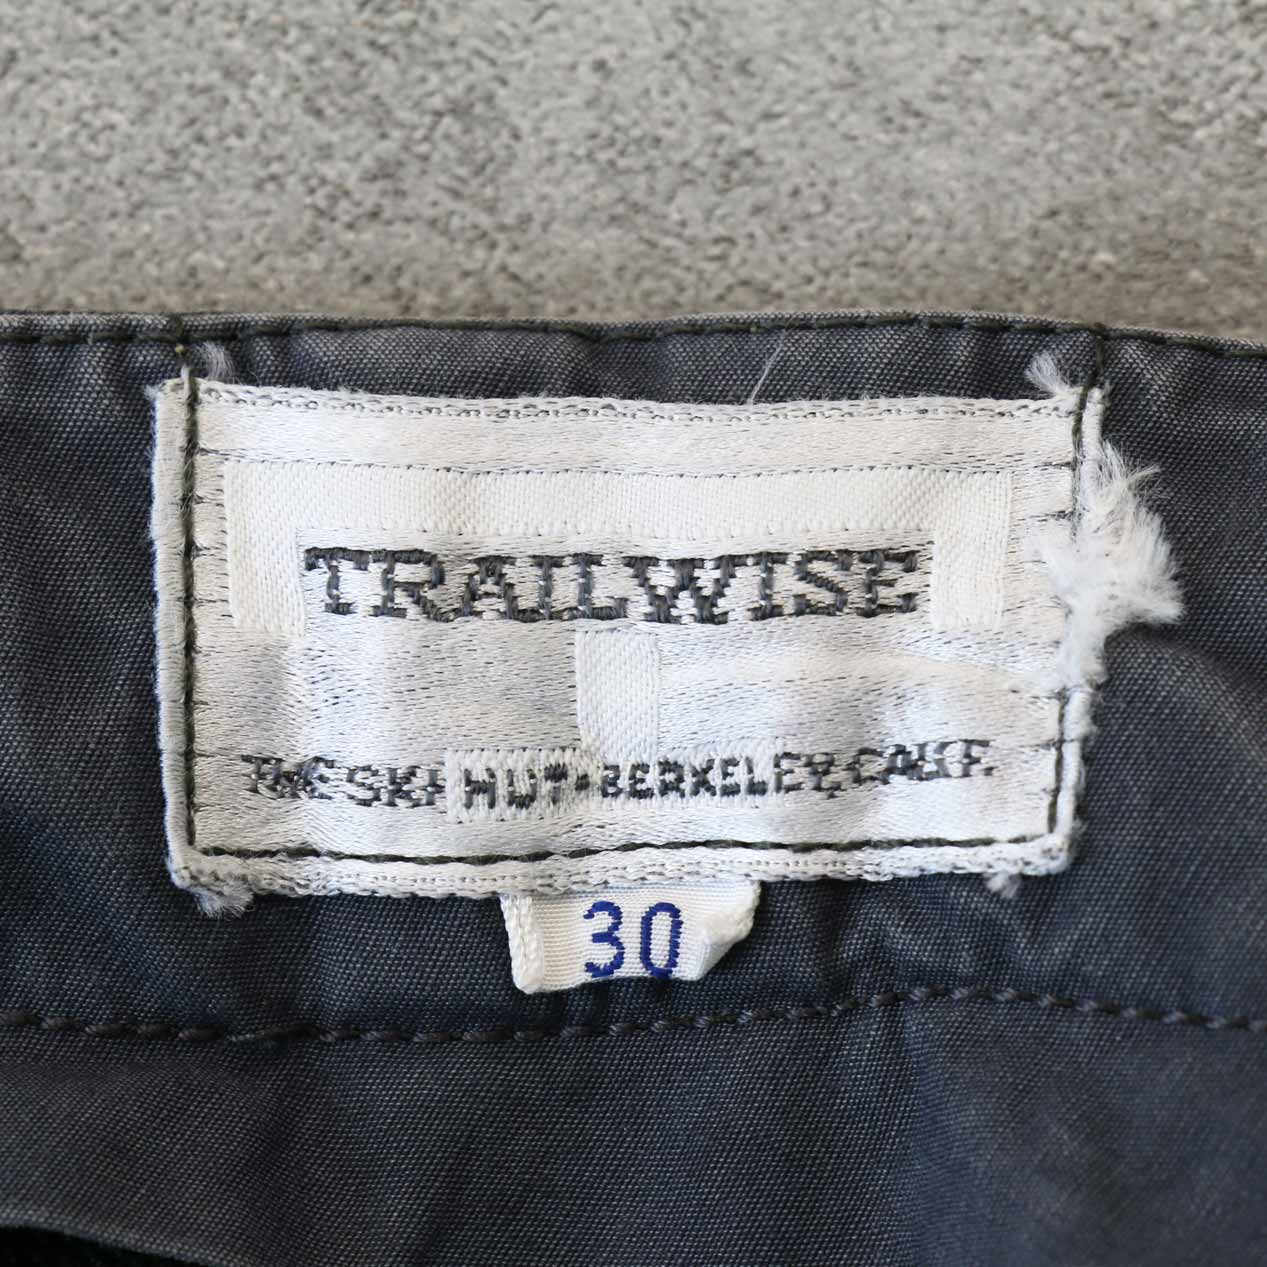 TRAILWISE
THE SKI HUT-BERKELEY, CALIF.
30